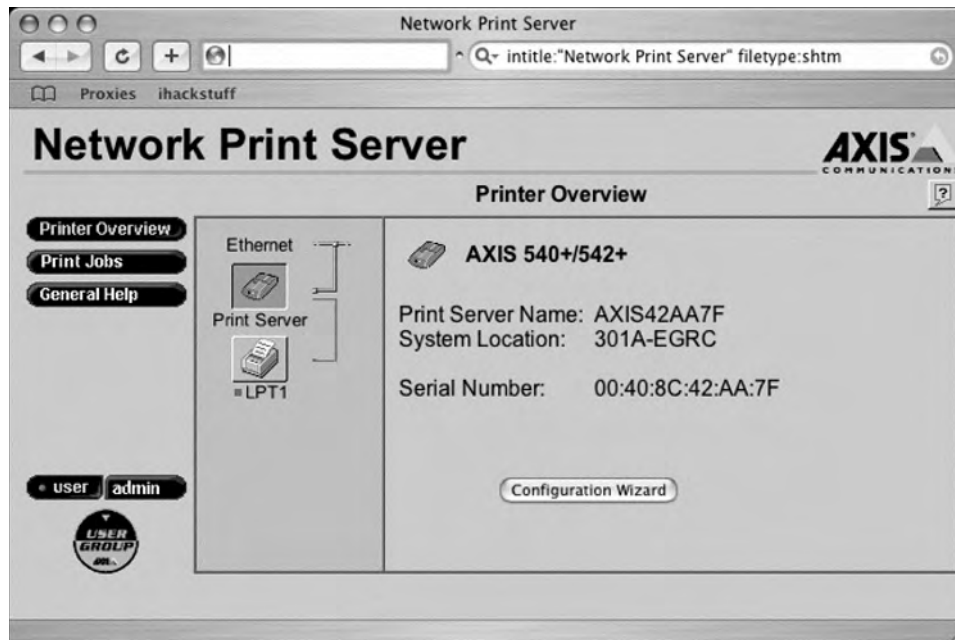 Network Print Server
intitle:"Network Print Server" filetype:shtm
Proxies ihackstuff
Network Print Server
AXIS
COMMUNICATION
Printer Overview
?
Printer Overview
Print Jobs
General Help
Ethernet
Print Server
LPT1
AXIS 540+/542+
Print Server Name: AXIS42AA7F
System Location: 301A-EGRC
Serial Number: 00:40:8C:42:AA:7F
Configuration Wizard
user admin
USER
GROUP